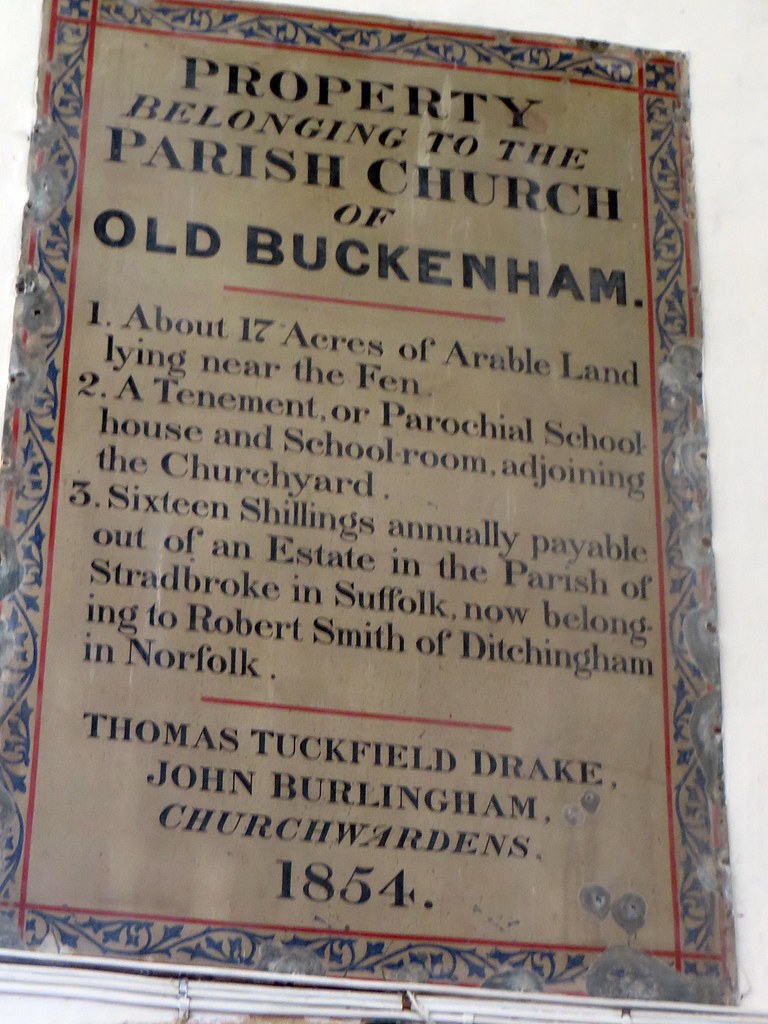 PROPERTY
BELONGING TO THE
PARISH CHURCH
OF
OLD BUCKENHAM.
1. About 17 Acres of Arable Land
lying near the Fen.
2. A Tenement, or Parochial School-
house and School-room, adjoining
the Churchyard.
3. Sixteen Shillings annually payable
out of an Estate in the Parish of
Stradbroke in Suffolk, now belong-
ing to Robert Smith of Ditchingham
in Norfolk.
THOMAS TUCKFIELD DRAKE,
JOHN BURLINGHAM,
CHURCHWARDENS.
1854.